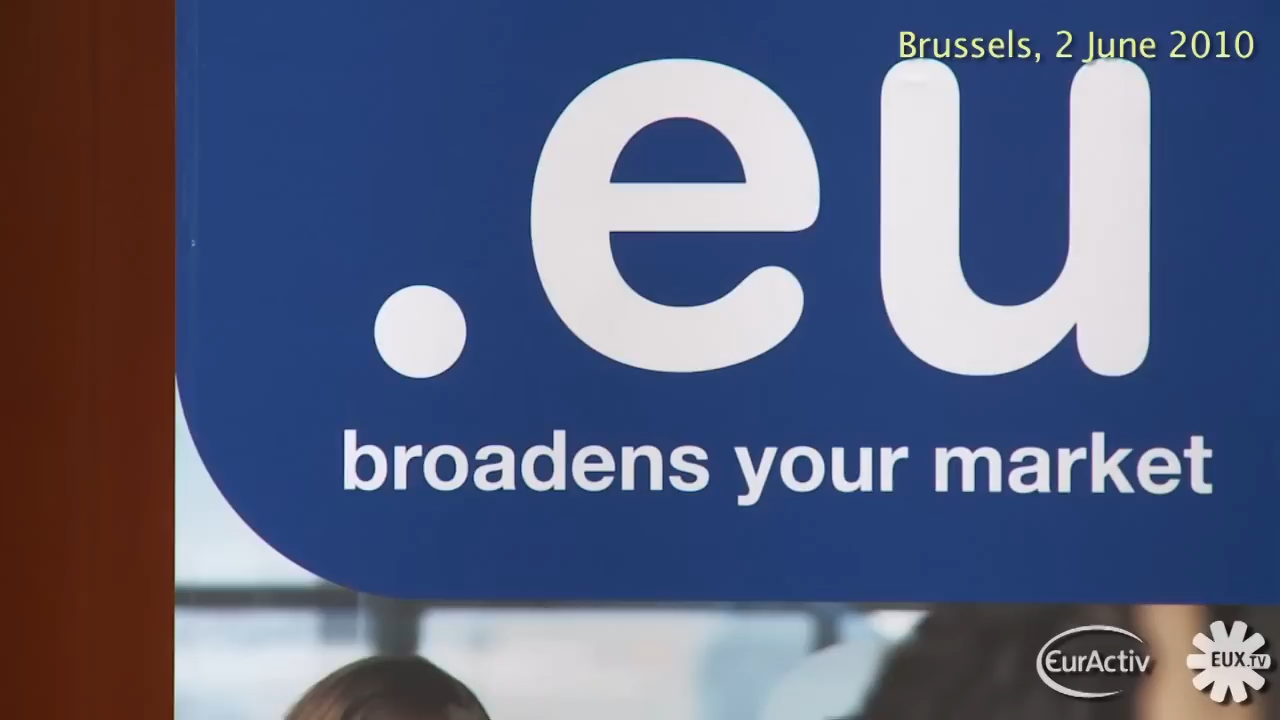 Brussels, 2 June 2010
.eu
broadens your market
EurActiv
EUX.TV